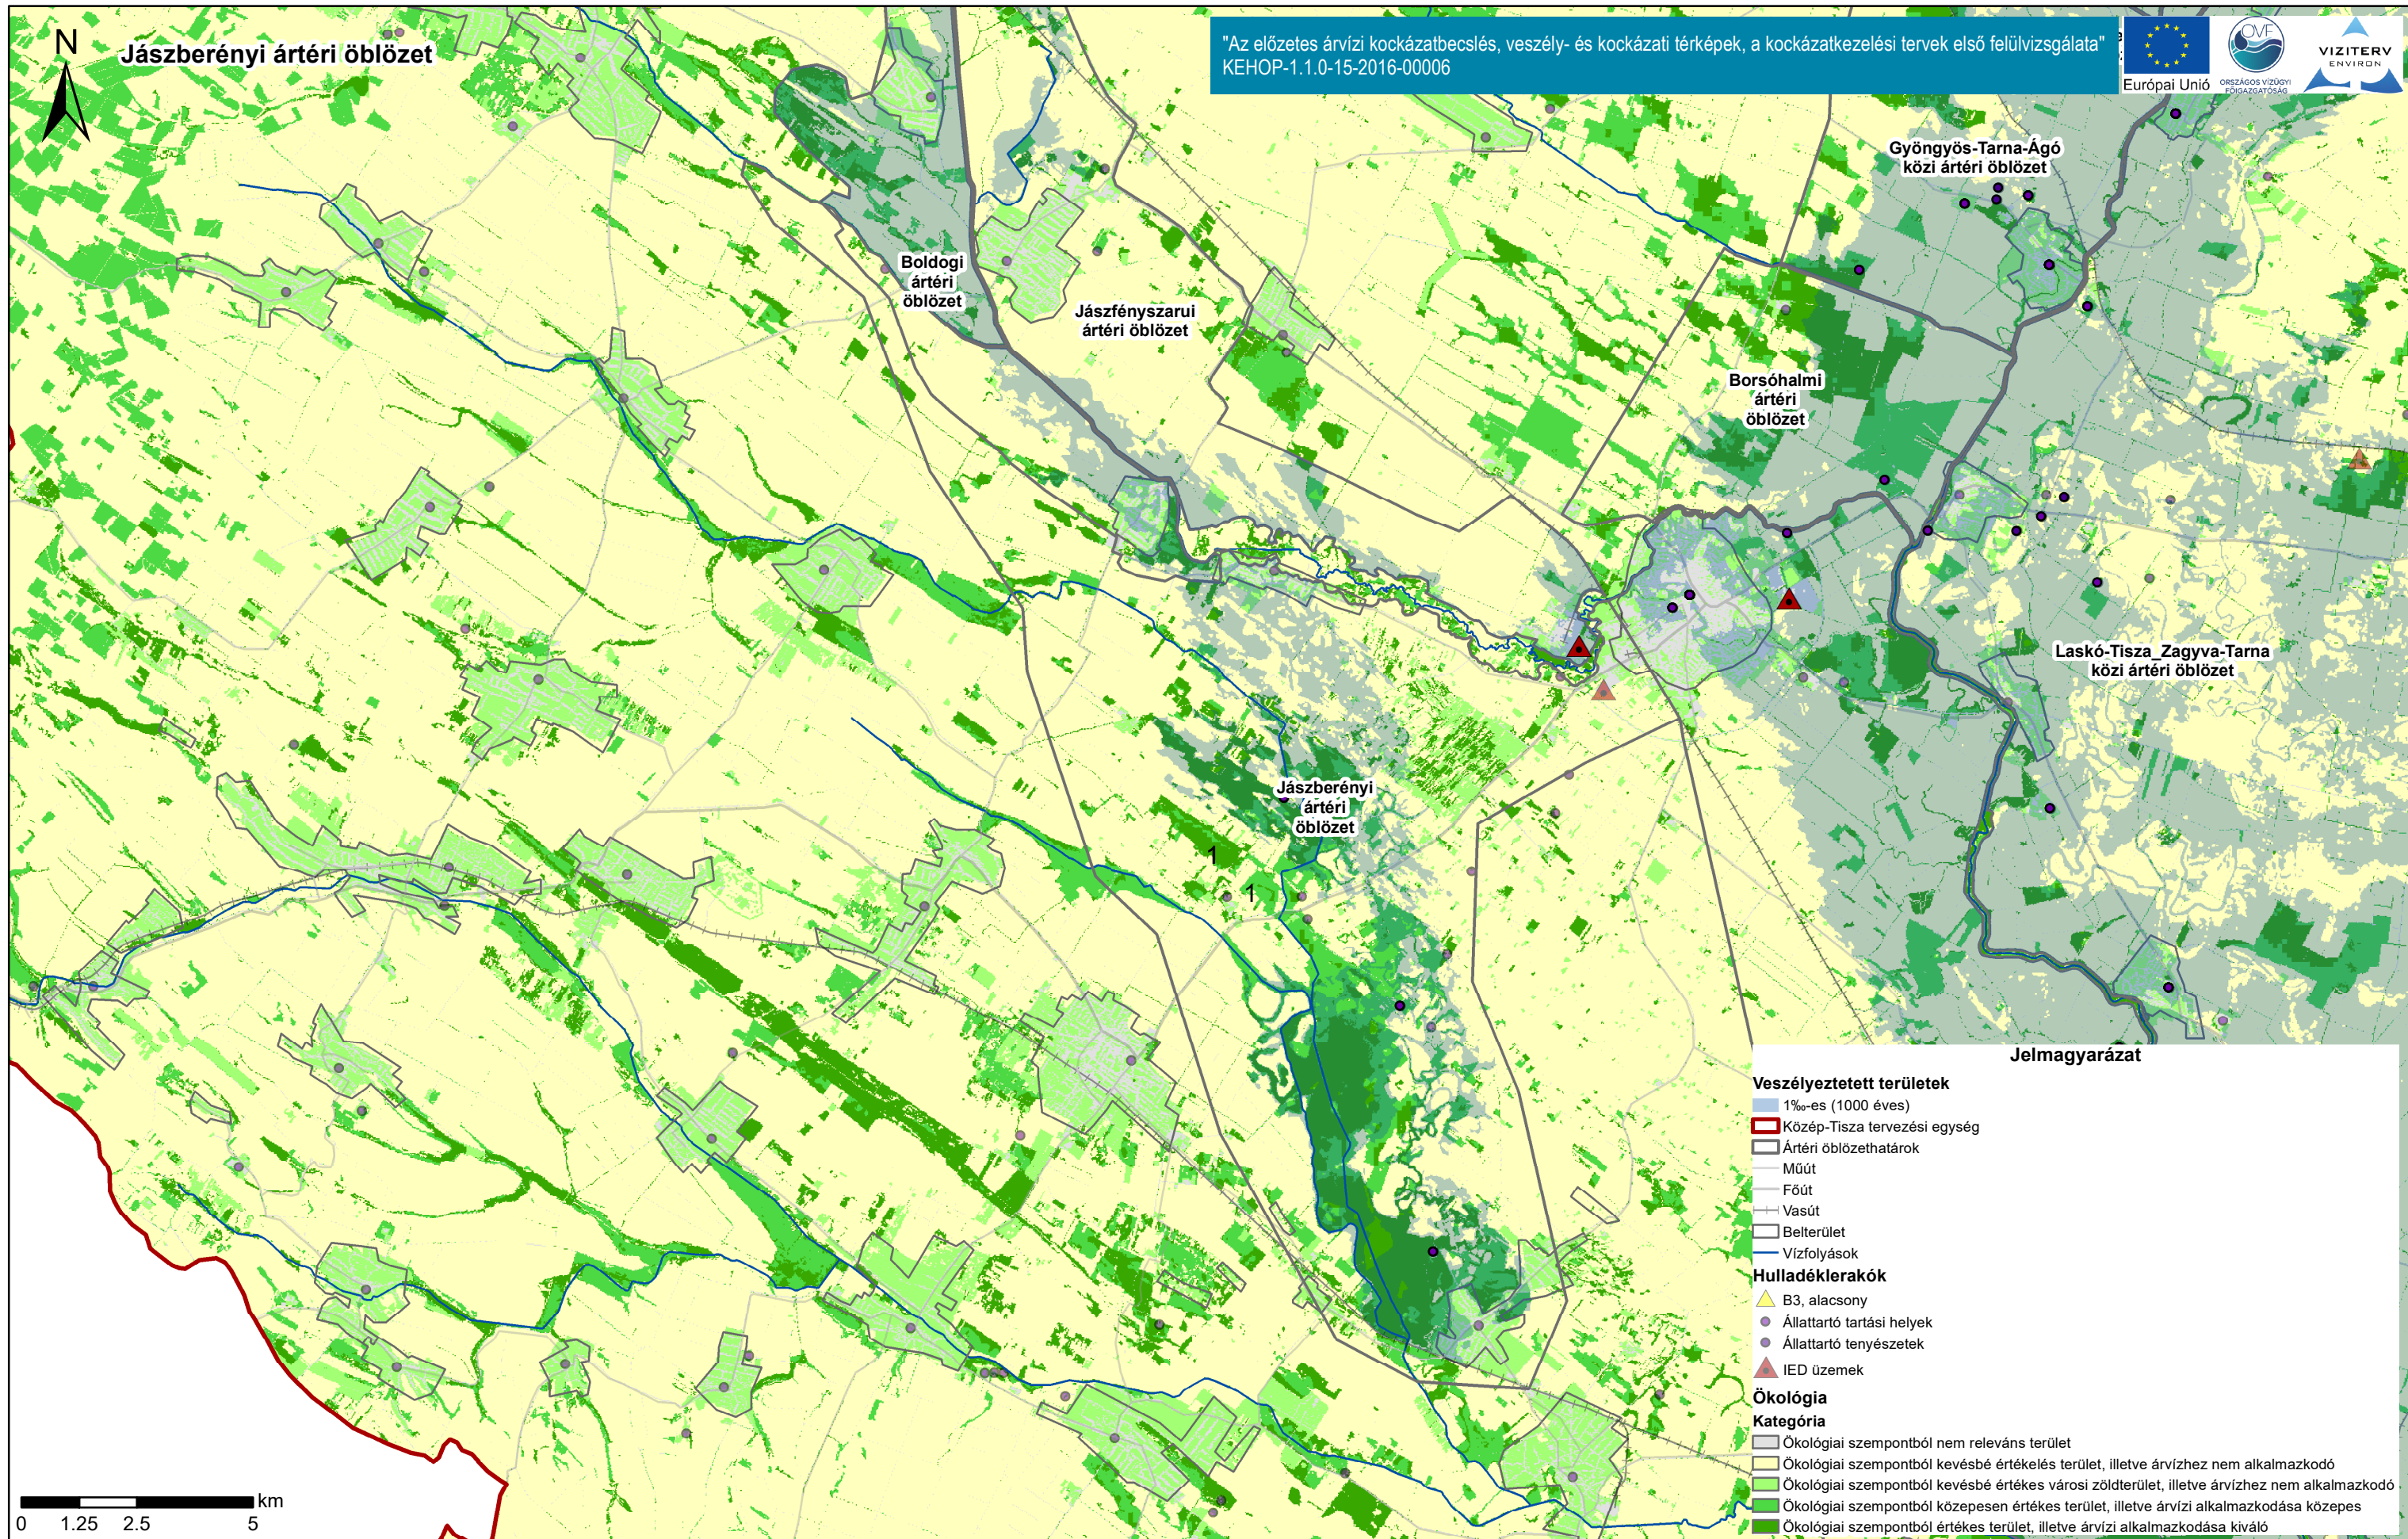 N
Jászberényi ártéri öblözet
"Az előzetes árvízi kockázatbecslés, veszély- és kockázati térképek, a kockázatkezelési tervek első felülvizsgálata"
KEHOP-1.1.0-15-2016-00006
Európai Unió
OVF
ORSZÁGOS VÍZÜGYI
FŐIGAZGATÓSÁG
VIZITERV
ENVIRON
Gyöngyös-Tarna-Ágó
közi ártéri öblözet
Boldogi
ártéri
öblözet
Jászfényszarui
ártéri öblözet
Borsóhalmi
ártéri
öblözet
Laskó-Tisza_Zagyva-Tarna
közi ártéri öblözet
Jászberényi
ártéri
öblözet
1
1
Jelmagyarázat
Veszélyeztetett területek
1‰-es (1000 éves)
Közép-Tisza tervezési egység
Ártéri öblözethatárok
Műút
Főút
Vasút
Belterület
Vízfolyások
Hulladéklerakók
B3, alacsony
Állattartó tartási helyek
Állattartó tenyészetek
IED üzemek
Ökológia
Kategória
Ökológiai szempontból nem releváns terület
Ökológiai szempontból kevésbé értékelés terület, illetve árvízhez nem alkalmazkodó
Ökológiai szempontból kevésbé értékes városi zöldterület, illetve árvízhez nem alkalmazkodó
Ökológiai szempontból közepesen értékes terület, illetve árvízi alkalmazkodása közepes
Ökológiai szempontból értékes terület, illetve árvízi alkalmazkodása kiváló
km
0 1.25 2.5 5